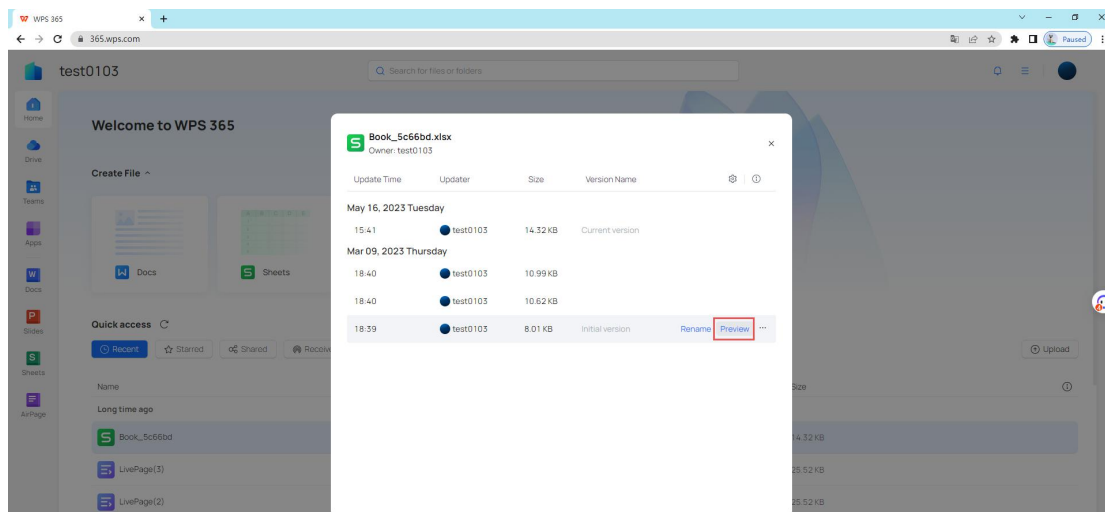 WPS 365
365.wps.com
Paused
test0103
Search for files or folders
Home
Drive
Teams
Apps
Docs
Slides
Sheets
AirPage
Welcome to WPS 365
Create File
Docs
Sheets
Quick access
Recent
Starred
Shared
Receive
Upload
Name
Size
Long time ago
Book_5c66bd
14.32 KB
LivePage(3)
25.52 KB
LivePage(2)
25.52 KB
Book_5c66bd.xlsx
Owner: test0103
Update Time Updater Size Version Name
May 16, 2023 Tuesday
15:41 test0103 14.32 KB Current version
Mar 09, 2023 Thursday
18:40 test0103 10.99 KB
18:40 test0103 10.62 KB
18:39 test0103 8.01 KB Initial version Rename Preview ...